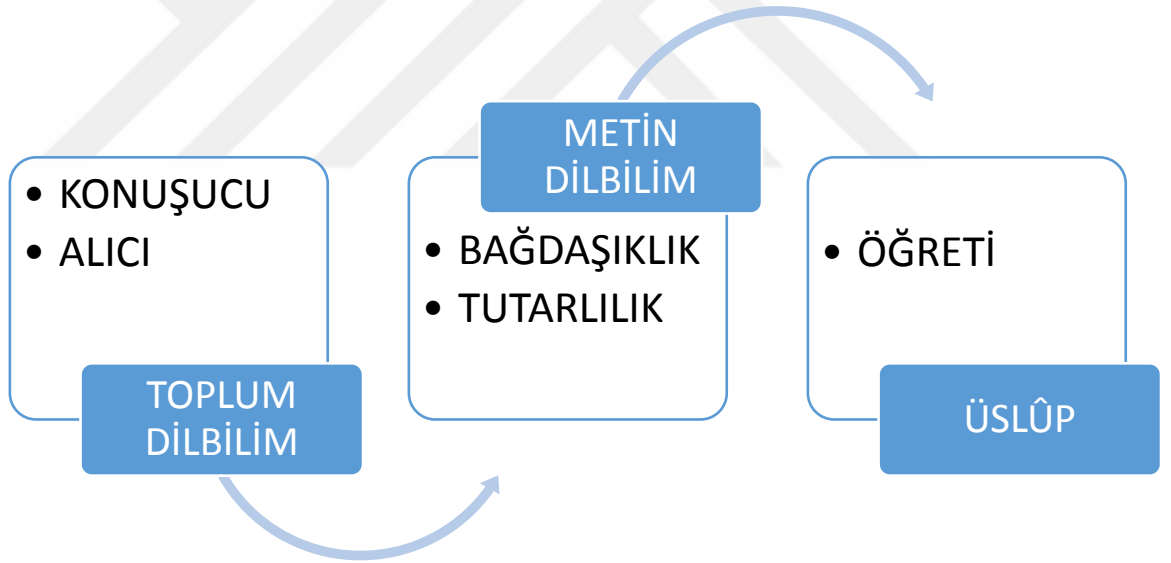 • KONUŞUCU
• ALICI
TOPLUM
DİLBİLİM
METİN
DİLBİLİM
• BAĞDAŞIKLIK
• TUTARLILIK
• ÖĞRETİ
ÜSLÛP